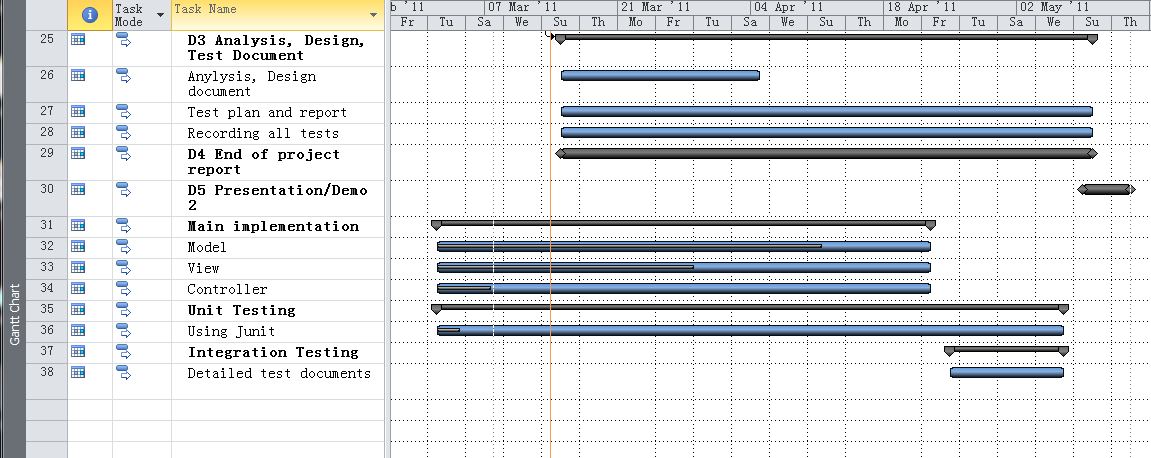 Task Mode
Task Name
b '11
07 Mar '11
21 Mar '11
04 Apr '11
18 Apr '11
02 May '11
Fr Tu Sa We Su Th Mo Fr Tu Sa We Su Th Mo Fr Tu Sa We Su Th
25 D3 Analysis, Design,
Test Document
26 Anylysis, Design
document
27 Test plan and report
28 Recording all tests
29 D4 End of project
report
30 D5 Presentation/Demo
2
31 Main implementation
32 Model
33 View
34 Controller
35 Unit Testing
36 Using Junit
37 Integration Testing
38 Detailed test documents
Gantt Chart